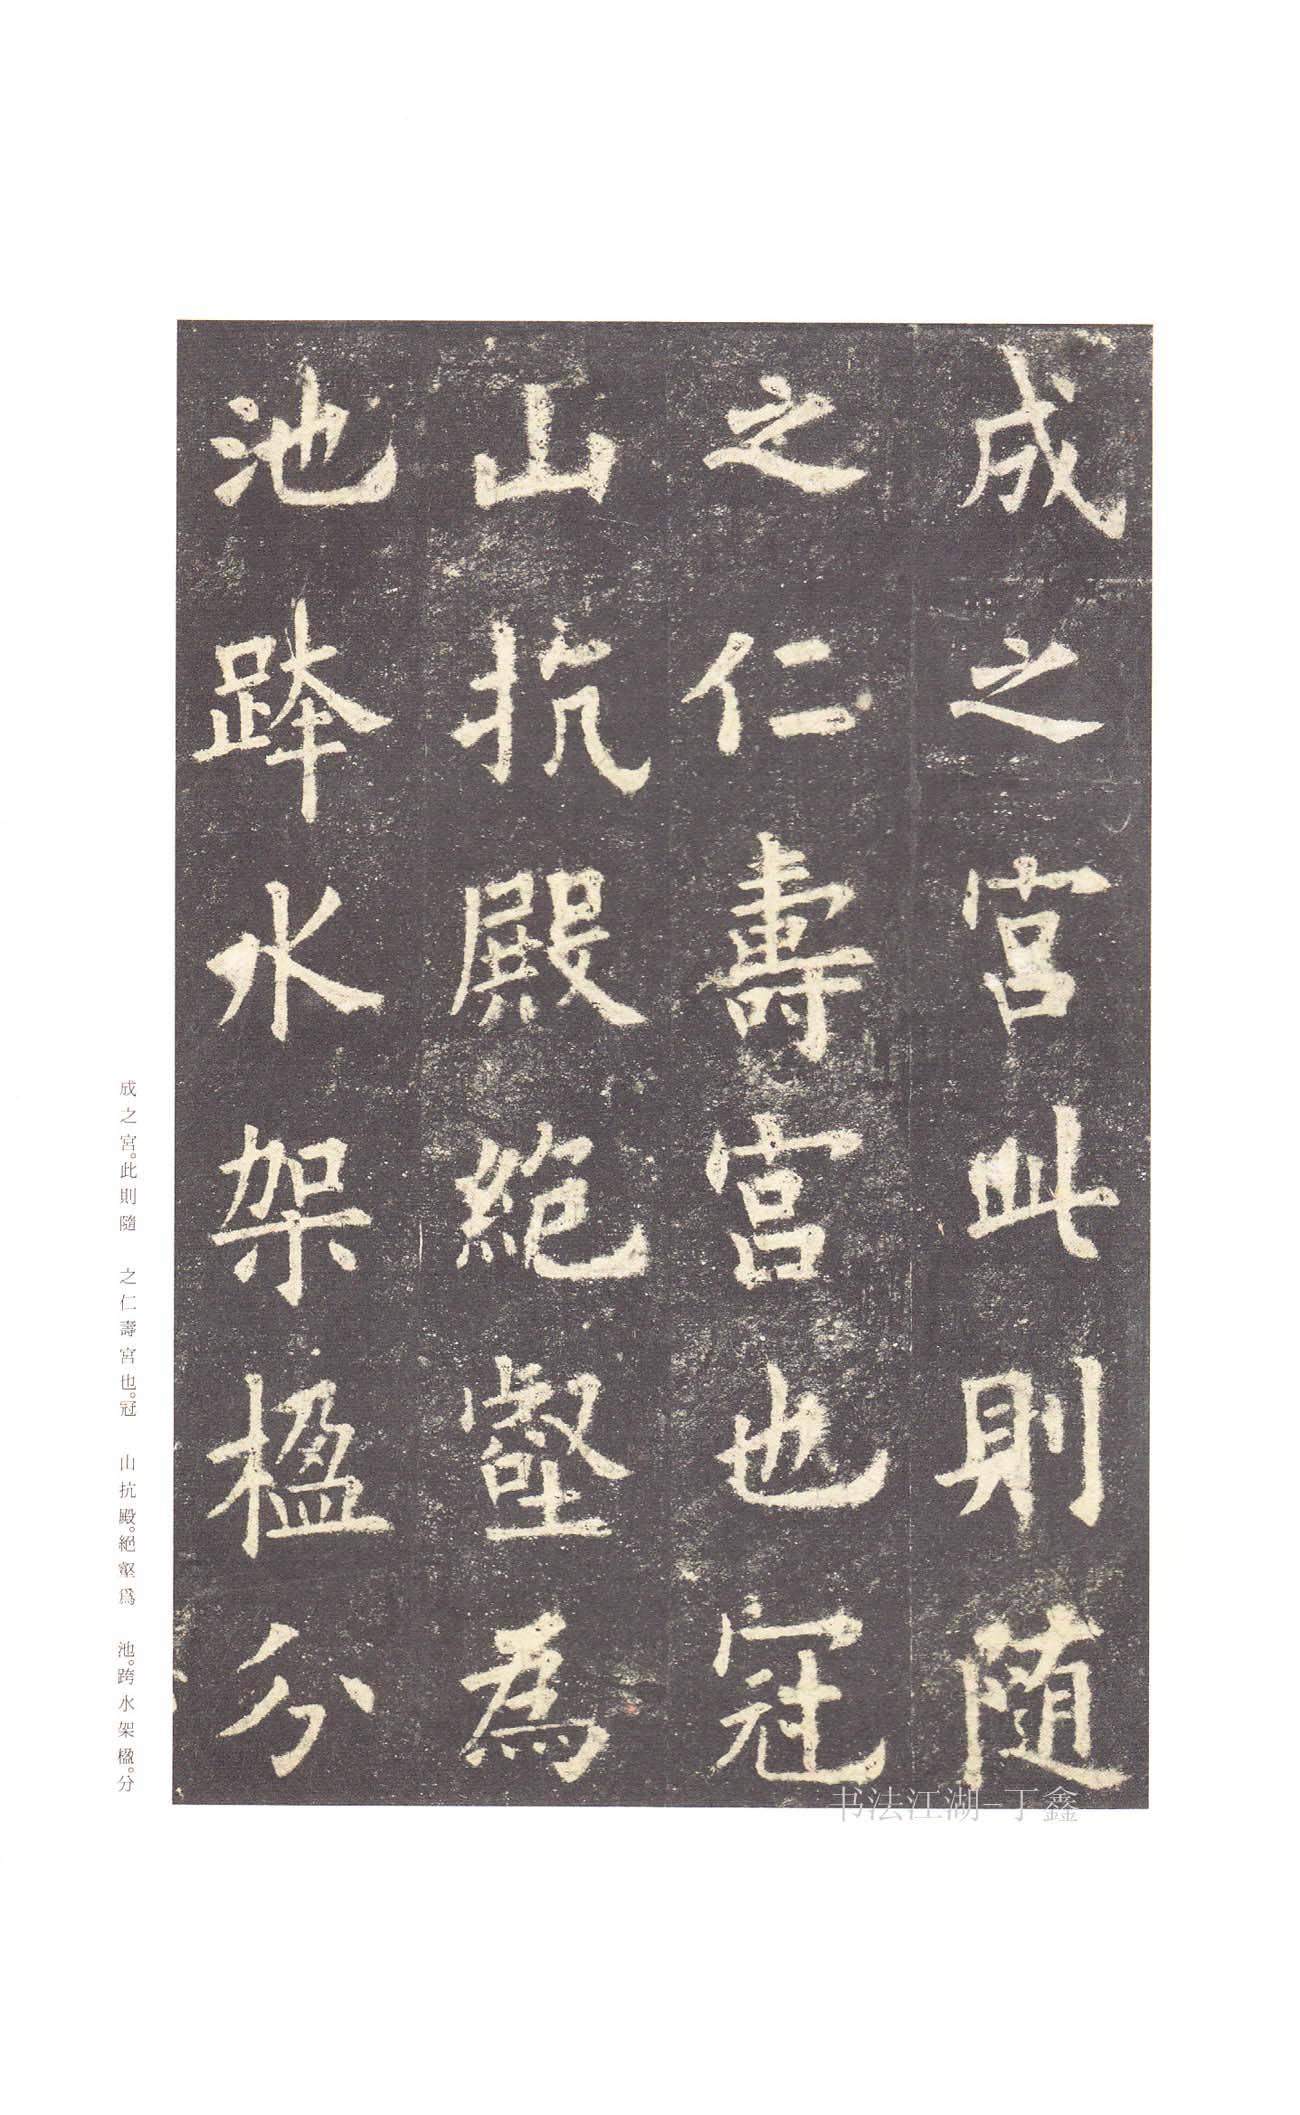 成之宮此則隨
之仁壽宮也冠
山抗殿絕壑為
池跨水架楹分
成之宮。此則隨　之仁壽宮也。冠　山抗殿。絕壑爲　池。跨水架楹。分
书法江湖-丁鑫